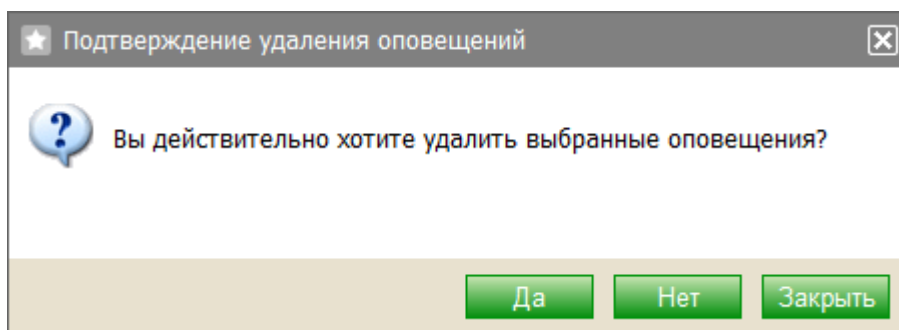 Подтверждение удаления оповещений
Вы действительно хотите удалить выбранные оповещения?
Да Нет Закрыть